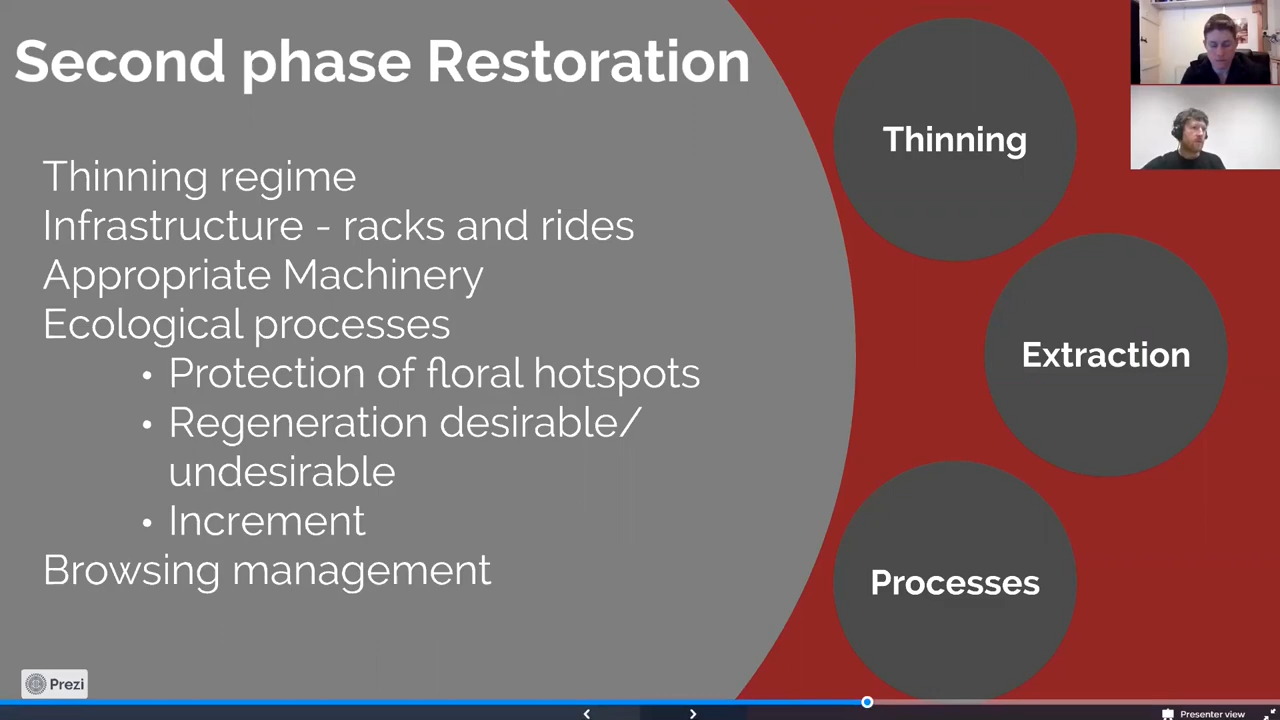 Second phase Restoration
Thinning regime
Infrastructure - racks and rides
Appropriate Machinery
Ecological processes
• Protection of floral hotspots
• Regeneration desirable/
undesirable
• Increment
Browsing management
Thinning
Extraction
Processes
Prezi
Presenter view